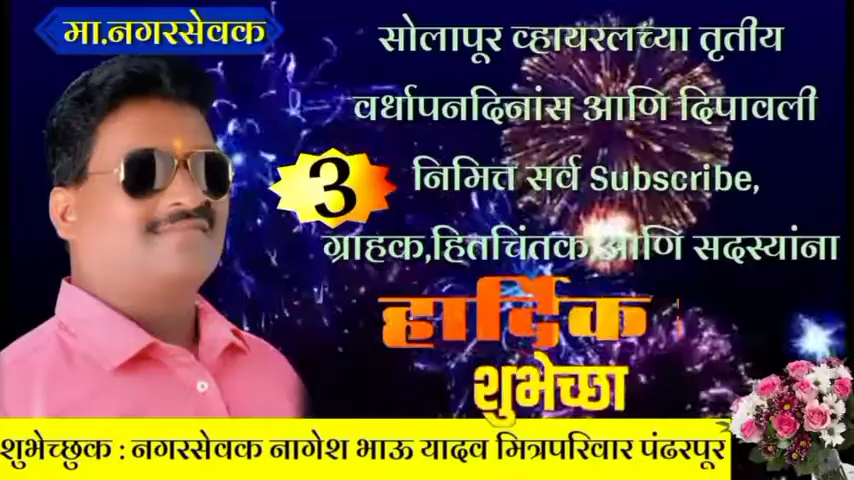 मा.नगरसेवक
सोलापूर व्हायरलच्या तृतीय
वर्धापनदिनांस आणि दिपावली
3
निमित्त सर्व Subscribe,
ग्राहक,हितचिंतक आणि सदस्यांना
हार्दिक
शुभेच्छा
शुभेच्छुक : नगरसेवक नागेश भाऊ यादव मित्रपरिवार पंढरपूर